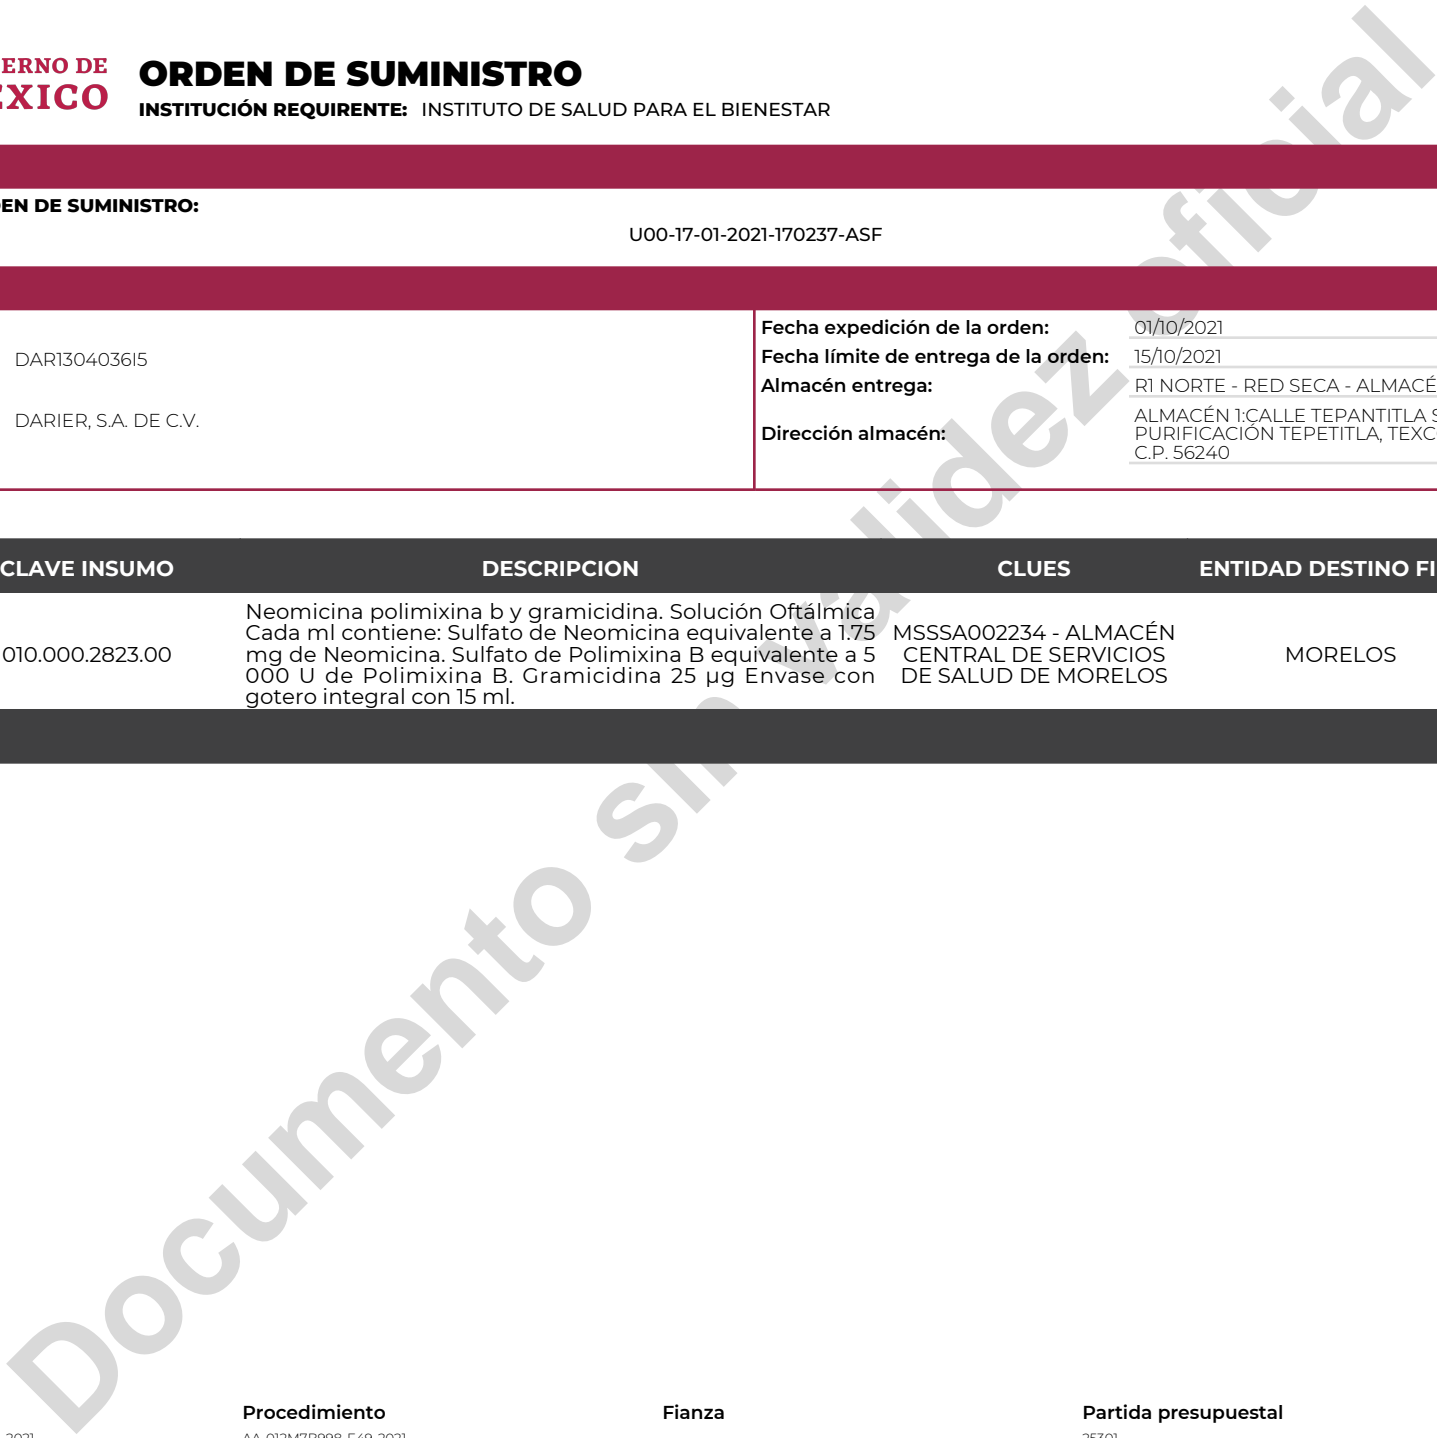 ERNO DE
EXICO
ORDEN DE SUMINISTRO
INSTITUCIÓN REQUIRENTE: INSTITUTO DE SALUD PARA EL BIENESTAR
EN DE SUMINISTRO:
U00-17-01-2021-170237-ASF
DAR1304036I5
DARIER, S.A. DE C.V.
Fecha expedición de la orden: 01/10/2021
Fecha límite de entrega de la orden: 15/10/2021
Almacén entrega: R1 NORTE - RED SECA - ALMACÉ
Dirección almacén: ALMACÉN 1:CALLE TEPANTITLA S
PURIFICACIÓN TEPETITLA, TEXC
C.P. 56240
CLAVE INSUMO DESCRIPCION CLUES ENTIDAD DESTINO FI
010.000.2823.00
Neomicina polimixina b y gramicidina. Solución Oftálmica
Cada ml contiene: Sulfato de Neomicina equivalente a 1.75
mg de Neomicina. Sulfato de Polimixina B equivalente a 5
000 U de Polimixina B. Gramicidina 25 µg Envase con
gotero integral con 15 ml.
MSSSA002234 - ALMACÉN
CENTRAL DE SERVICIOS
DE SALUD DE MORELOS
MORELOS
Documento sin validez oficial
Procedimiento Fianza Partida presupuestal